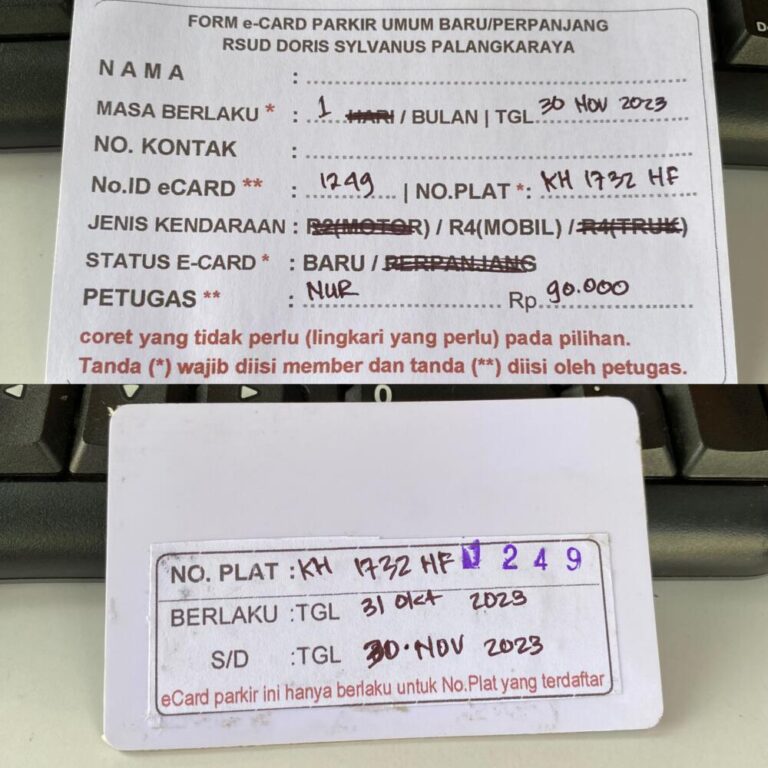 FORM e-CARD PARKIR UMUM BARU/PERPANJANG
RSUD DORIS SYLVANUS PALANGKARAYA
NAMA :
MASA BERLAKU * : 1 HARI / BULAN | TGL. 30 NOV 2023
NO. KONTAK :
No.ID eCARD ** : 1249 | NO.PLAT *: KH 1732 HF
JENIS KENDARAAN : R2(MOTOR) / R4(MOBIL) / R4(TRUK)
STATUS E-CARD * : BARU / PERPANJANG
PETUGAS ** : NUR Rp. 90.000
coret yang tidak perlu (lingkari yang perlu) pada pilihan.
Tanda (*) wajib diisi member dan tanda (**) diisi oleh petugas.
0
NO. PLAT : KH 1732 HF 1249
BERLAKU :TGL 31 OKT 2023
S/D :TGL 30 NOV 2023
eCard parkir ini hanya berlaku untuk No.Plat yang terdaftar